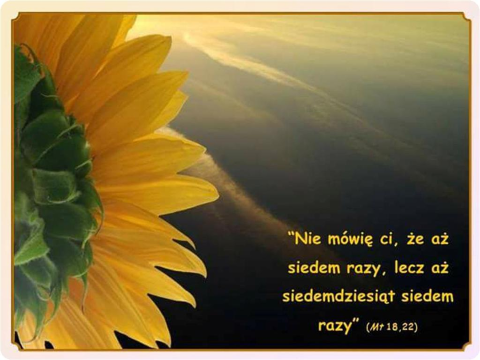 “Nie mówię ci, że aż
siedem razy, lecz aż
siedemdziesiąt siedem
razy” (Mt 18,22)